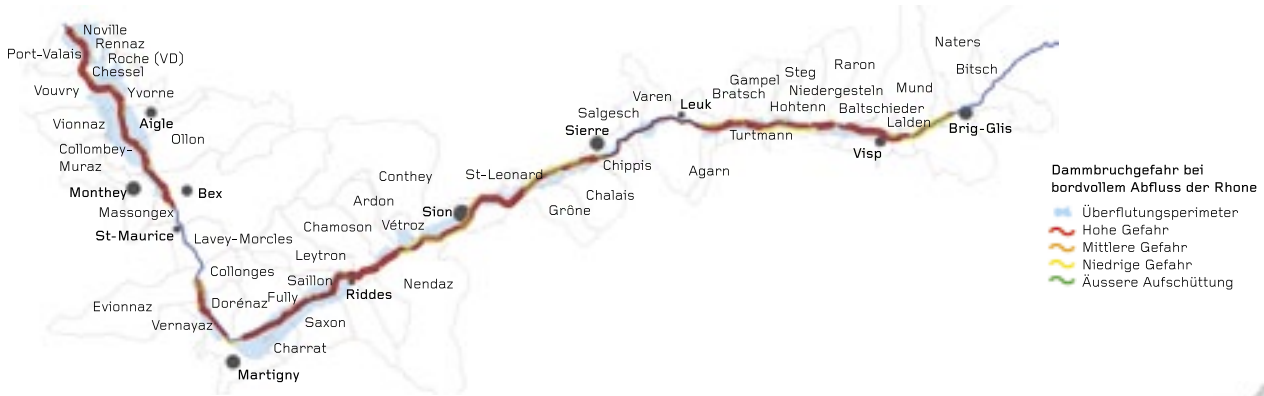 Noville
Rennaz
Roche (VD)
Port-Valais
Chessel
Vouvry
Yvorne
Vionnaz
Aigle
Ollon
Collombey-
Muraz
Monthey
Bex
Massongex
St-Maurice
Lavey-Morcles
Collonges
Evionnaz
Dorénaz
Vernayaz
Fully
Saillon
Leytron
Chamoson
Ardon
Conthey
Vétroz
Sion
Riddes
Nendaz
Saxon
Charrat
Martigny
St-Leonard
Grône
Chalais
Chippis
Sierre
Salgesch
Varen
Leuk
Agarn
Bratsch
Gampel
Steg
Raron
Niedergesteln
Hohtenn
Turtmann
Baltschieder
Mund
Lalden
Visp
Naters
Bitsch
Brig-Glis
Dammbruchgefahr bei
bordvollem Abfluss der Rhone
Überflutungsperimeter
Hohe Gefahr
Mittlere Gefahr
Niedrige Gefahr
Äussere Aufschüttung